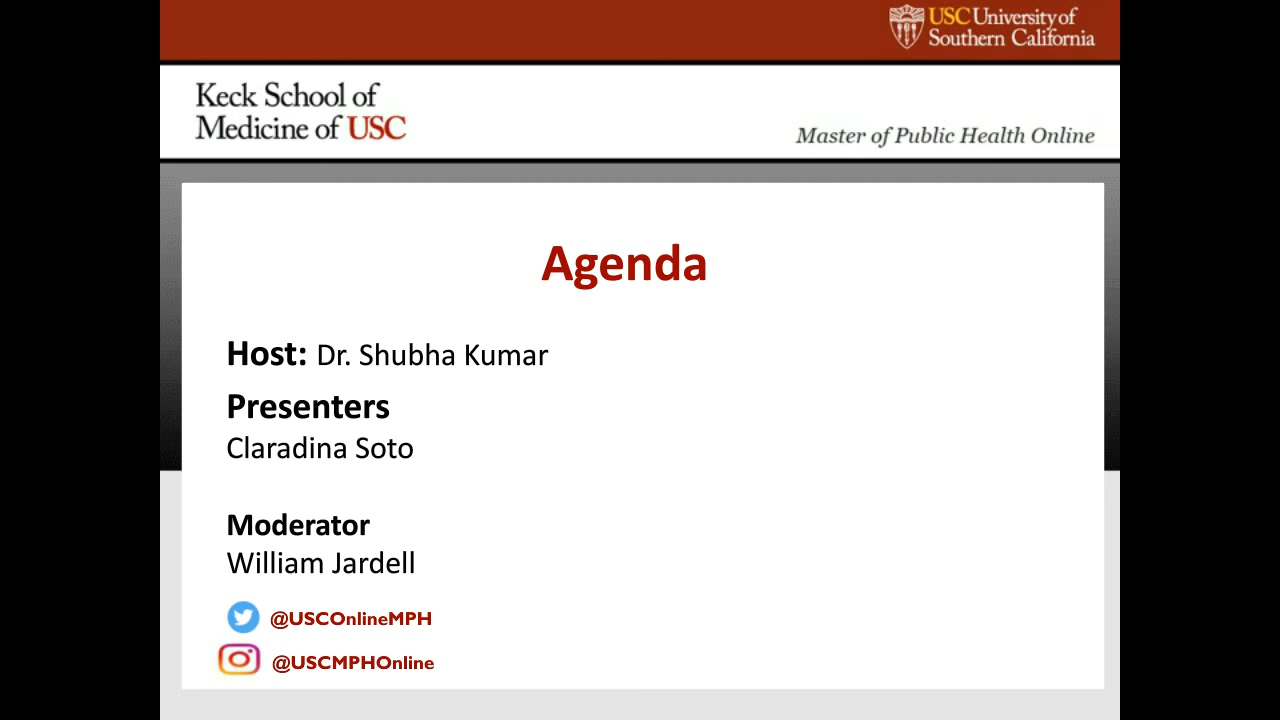 USC University of
Southern California
Keck School of
Medicine of USC
Master of Public Health Online
Agenda
Host: Dr. Shubha Kumar
Presenters
Claradina Soto
Moderator
William Jardell
@USCOnlineMPH
@USCMPHOnline